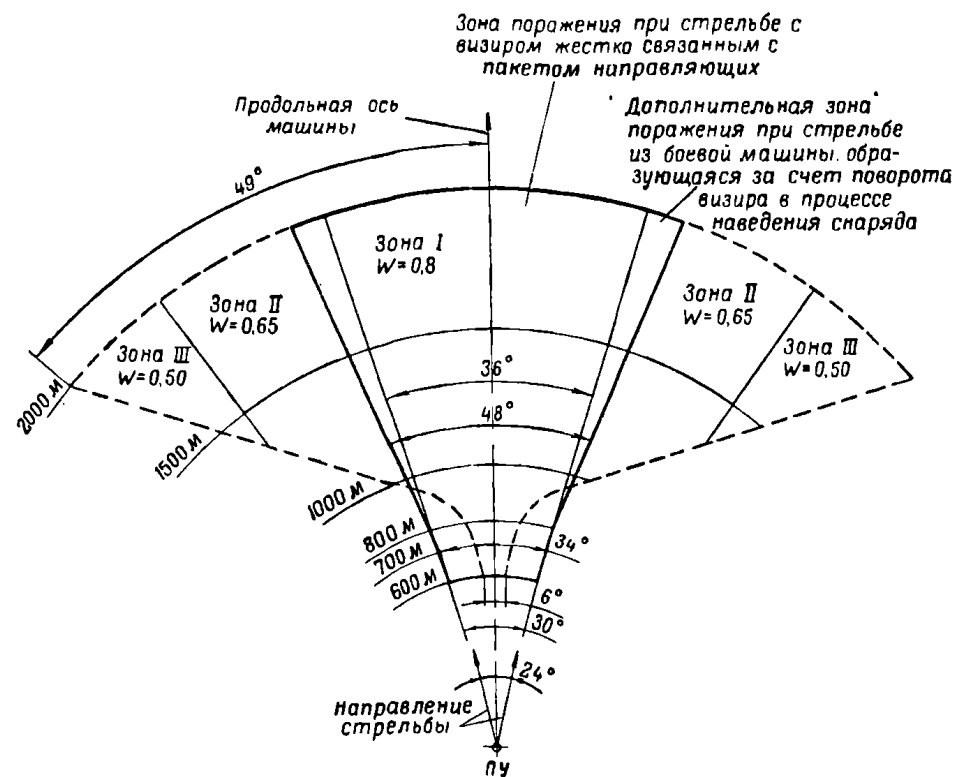 Зона поражения при стрельбе с
визиром жестко связанным с
пакетом направляющих
Продольная ось
машины
Дополнительная зона
поражения при стрельбе
из боевой машины. обра-
зующаяся за счет поворота
визира в процессе
наведения снаряда
49°
Зона I
W=0,8
Зона II
W=0,65
Зона II
W=0,65
Зона III
W=0,50
Зона III
W=0,50
36°
48°
2000 м
1500 м
1000 м
800 м
700 м
34°
600 м
6°
30°
24°
направление
стрельбы
ПУ